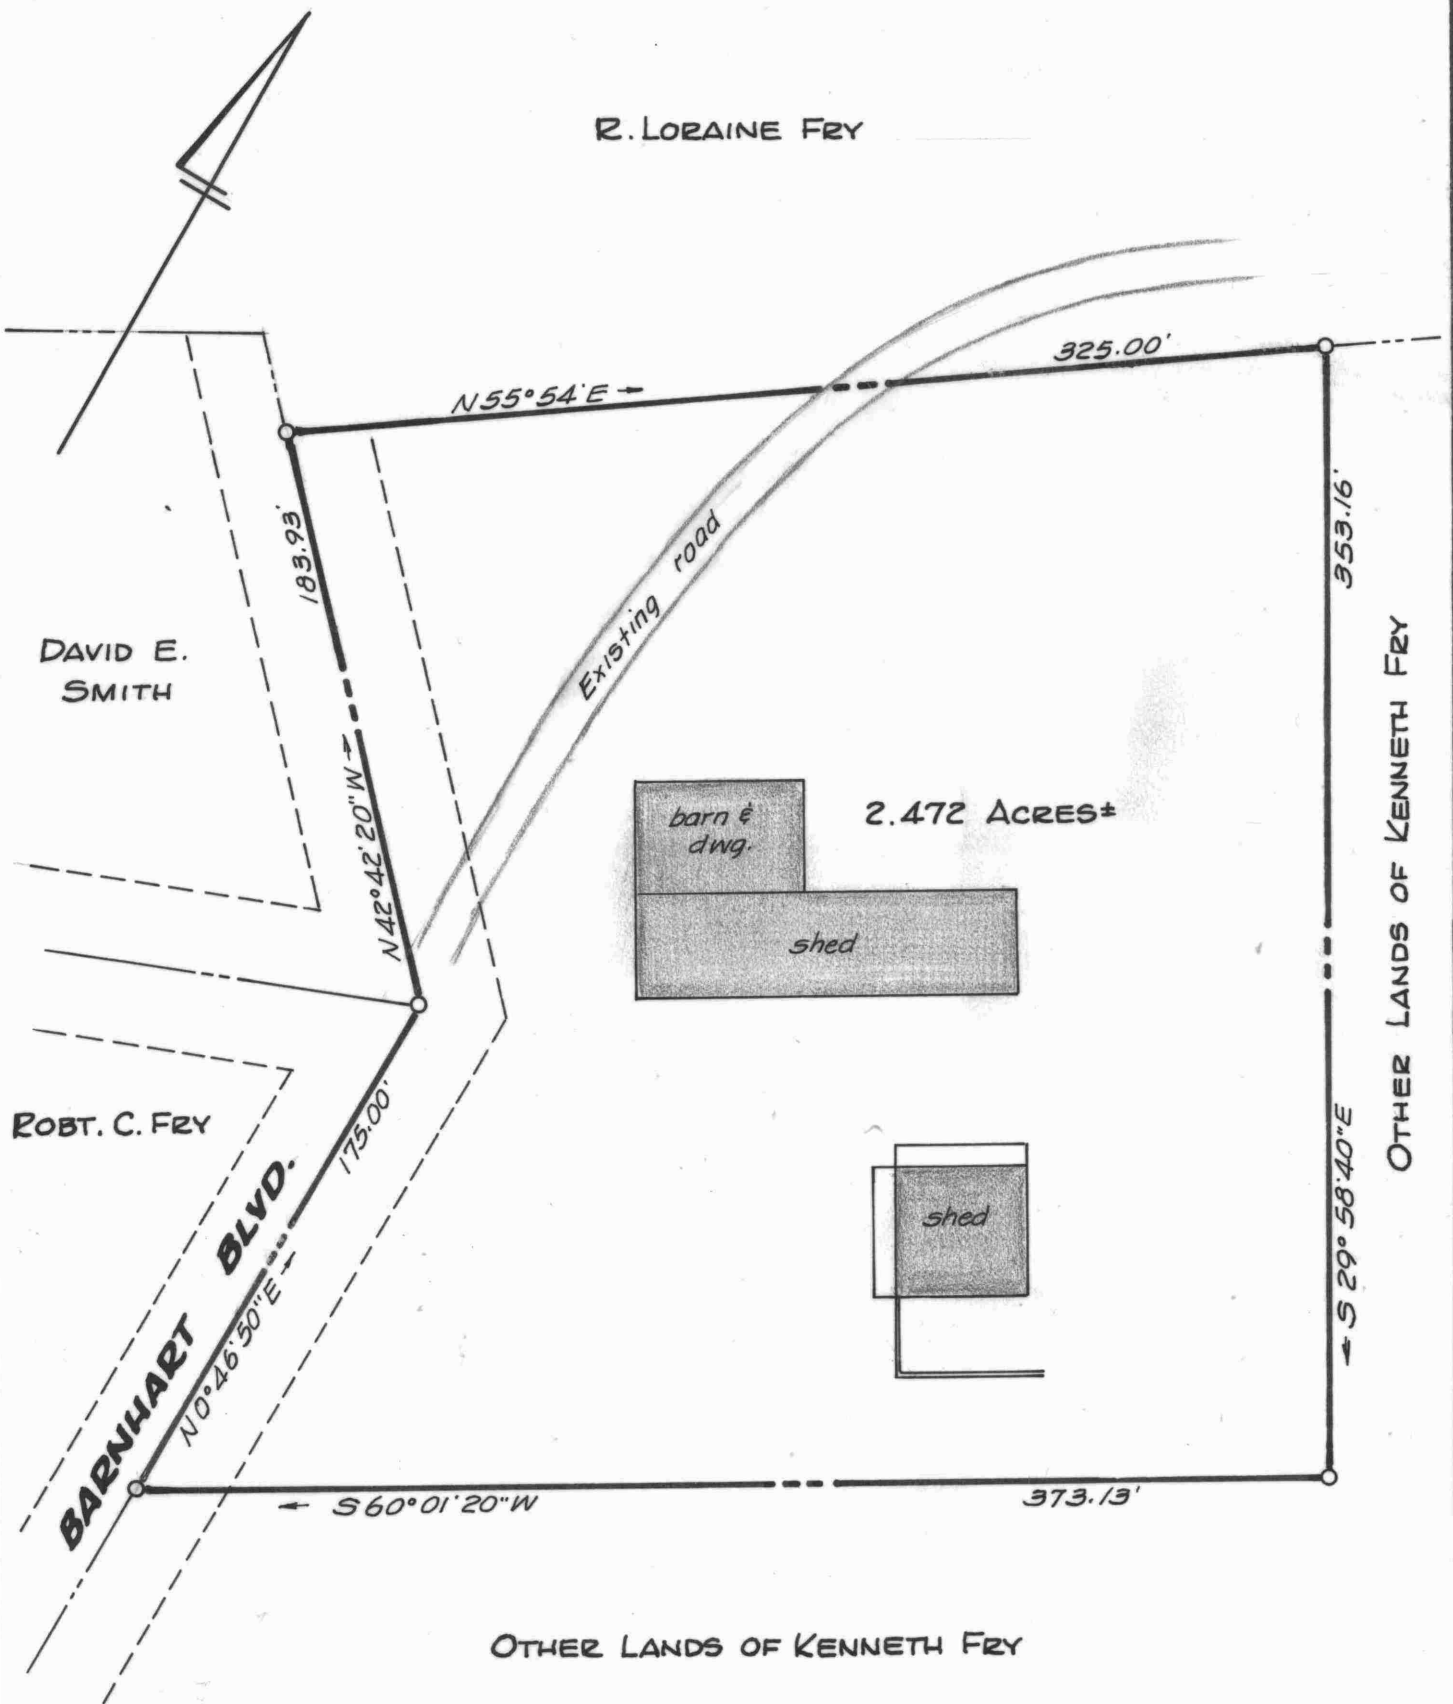 R. LORAINE FRY
325.00'
N55°54'E
183.93'
353.16'
Existing road
DAVID E.
SMITH
OTHER LANDS OF KENNETH FRY
barn &
dwg.
2.472 ACRES±
N42°42'20"W
shed
175.00'
ROBT. C. FRY
BARNHART BLVD.
shed
S29°58'40"E
N0°46'50"E
S60°01'20"W
373.13'
OTHER LANDS OF KENNETH FRY